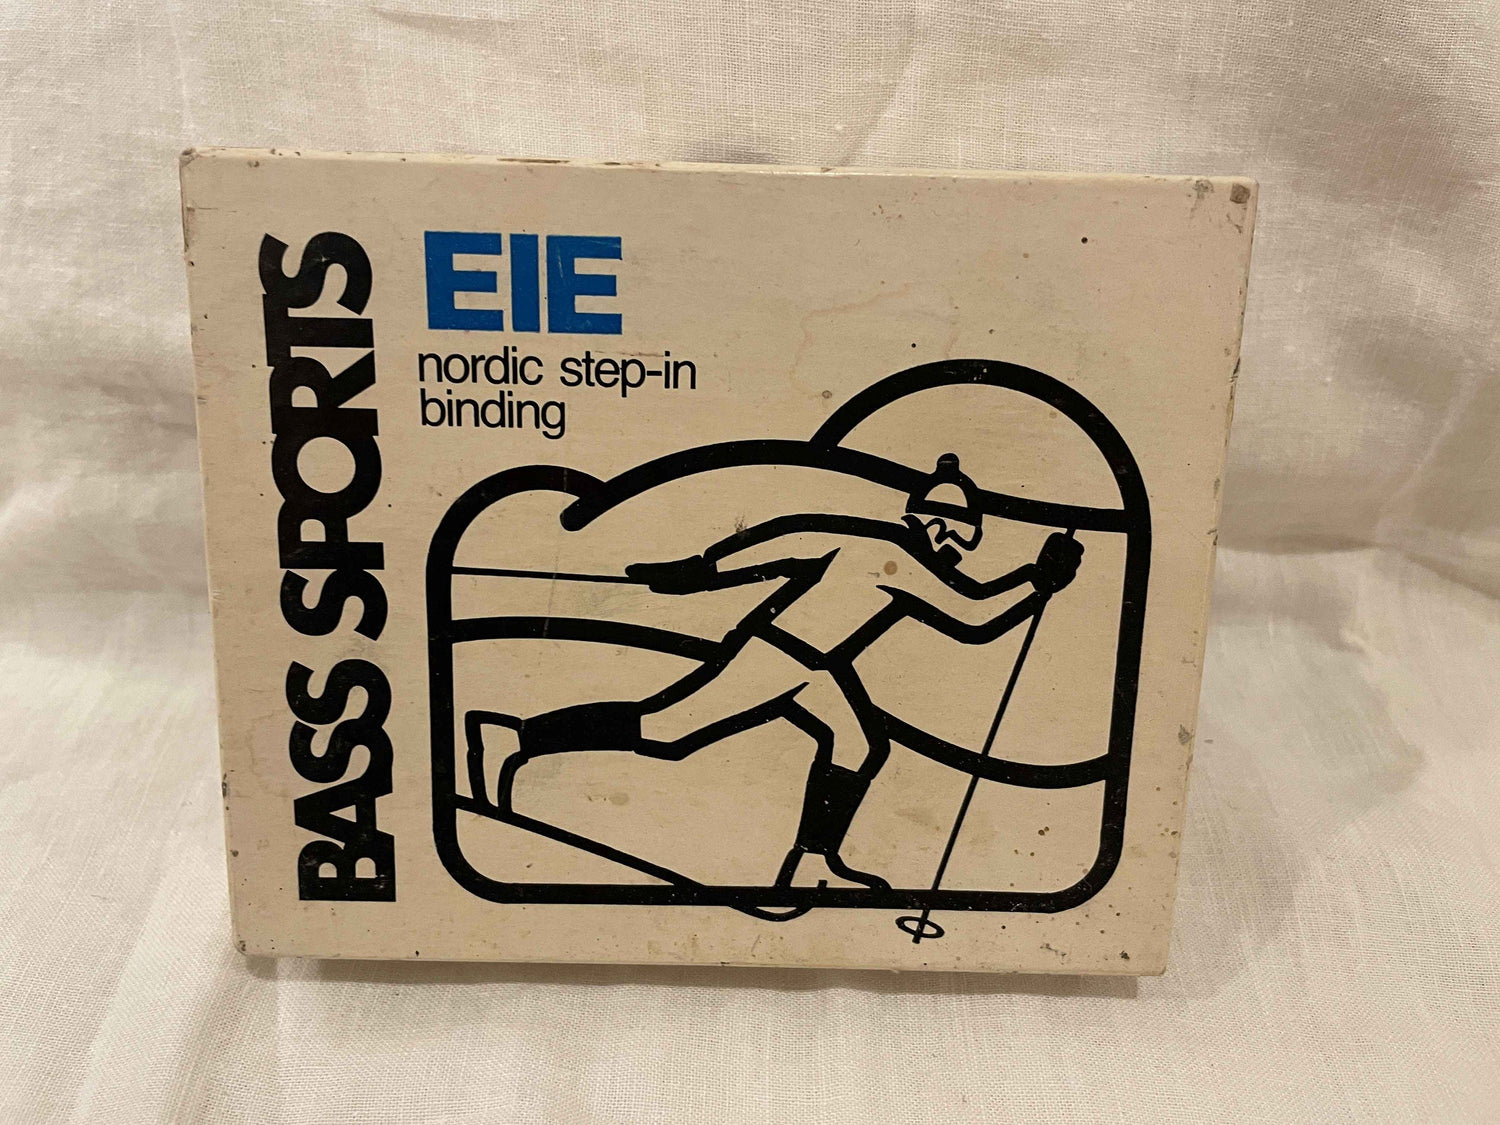 BASS SPORTS
EIE
nordic step-in
binding